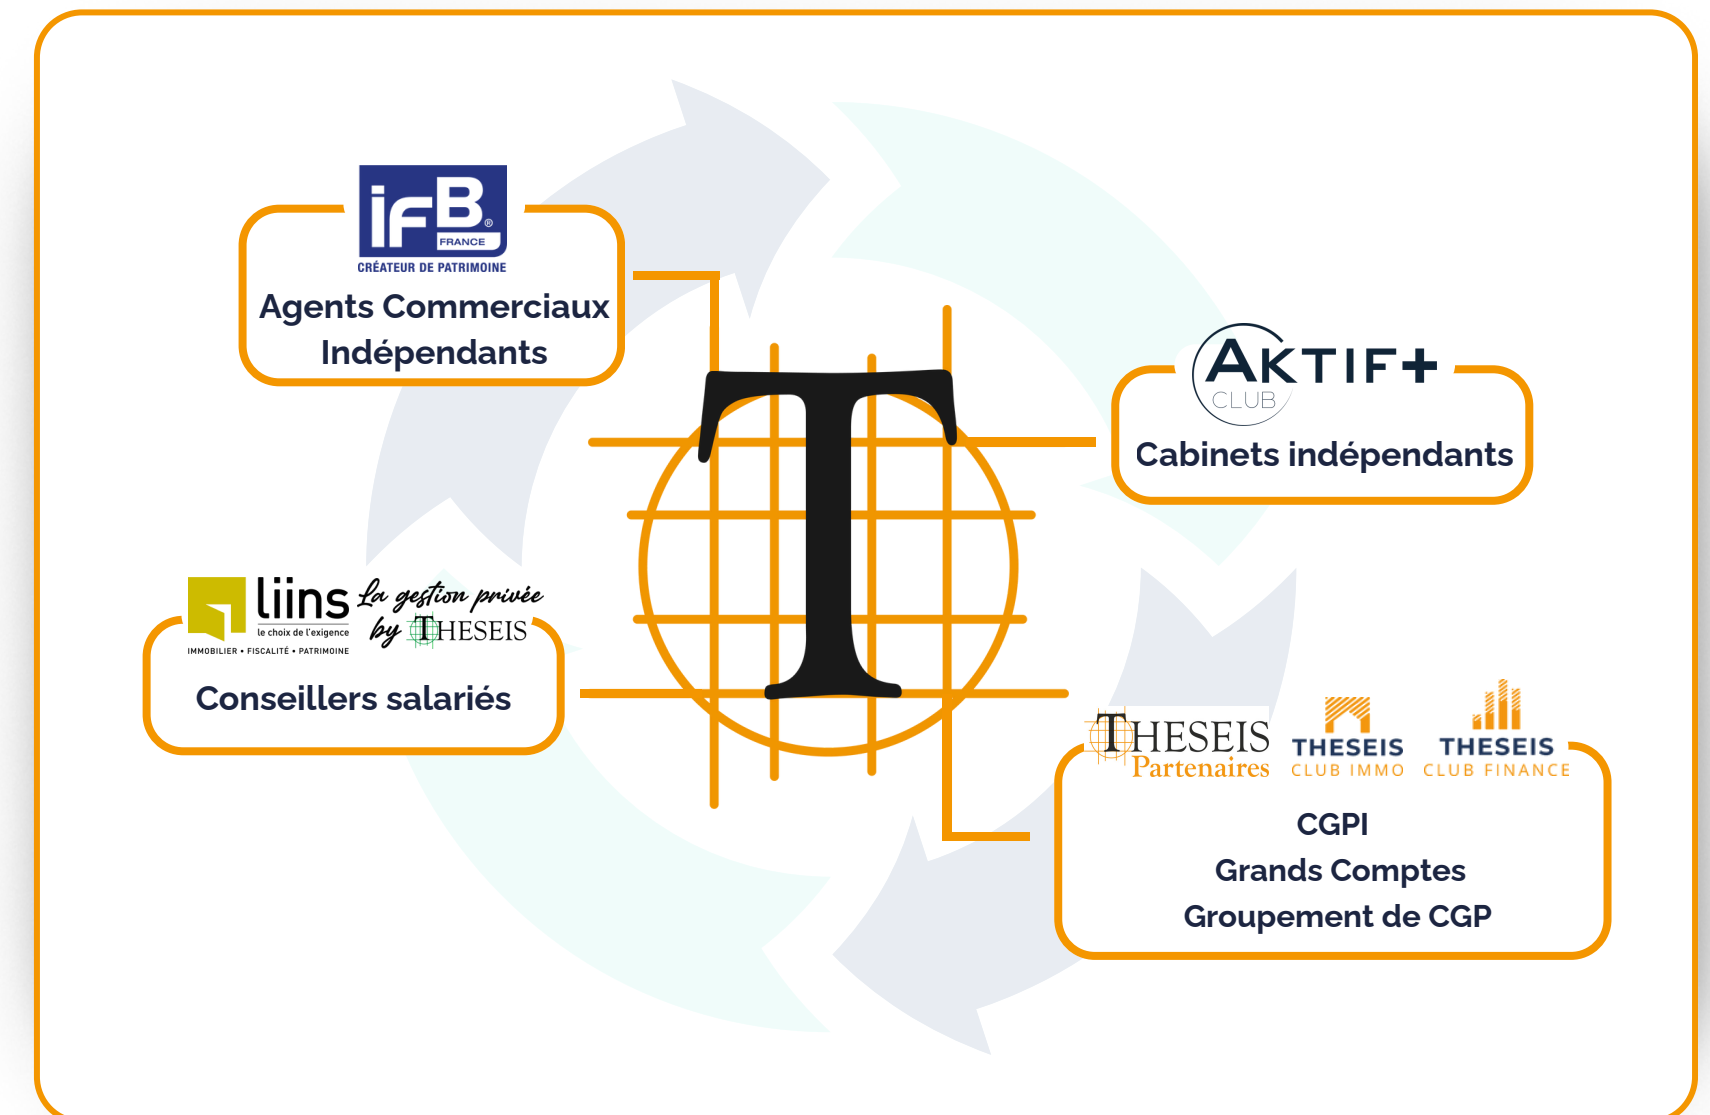 ifB®
FRANCE
CRÉATEUR DE PATRIMOINE
Agents Commerciaux
Indépendants
AKTIF+
CLUB
Cabinets indépendants
T
liins
le choix de l'exigence
IMMOBILIER • FISCALITÉ • PATRIMOINE
La gestion privée
by THESEIS
Conseillers salariés
THESEIS
Partenaires
THESEIS
CLUB IMMO
THESEIS
CLUB FINANCE
CGPI
Grands Comptes
Groupement de CGP